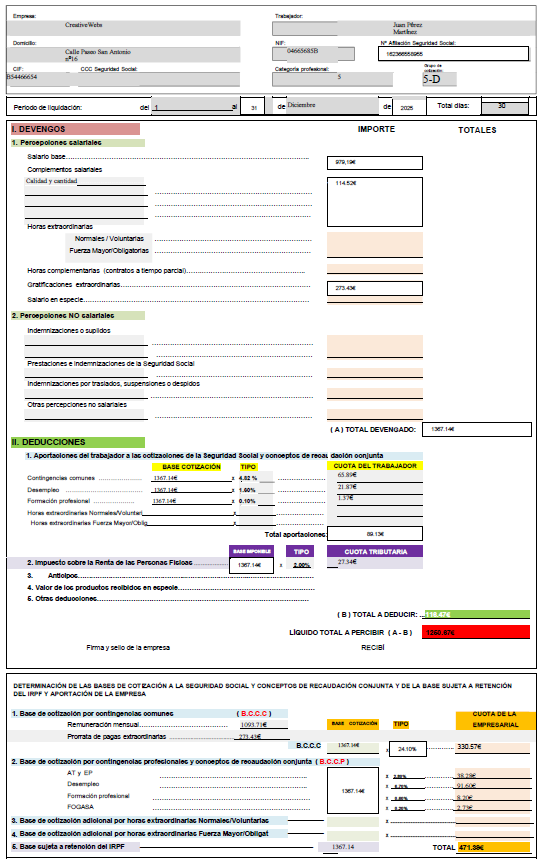 Empresa:
CreativeWebs
Trabajador:
Juan Pérez
Martínez
Domicilio:
Calle Paseo San Antonio
nº16
NIF:
04665685B
Nº Afiliación Seguridad Social:
162366558955
CIF:
B54466654
CCC Seguridad Social:
Categoría profesional:
5
Grupo de
cotización:
5-D
Periodo de liquidación: del 1 al 31 de Diciembre de 2025 Total días: 30
I. DEVENGOS IMPORTE TOTALES
1. Percepciones salariales
Salario base 979,19€
Complementos salariales
Calidad y cantidad 114.52€
Horas extraordinarias
Normales / Voluntarias
Fuerza Mayor/Obligatorias
Horas complementarias (contratos a tiempo parcial)
Gratificaciones extraordinarias 273.43€
Salario en especie
2. Percepciones NO salariales
Indemnizaciones o suplidos
Prestaciones e indemnizaciones de la Seguridad Social
Indemnizaciones por traslados, suspensiones o despidos
Otras percepciones no salariales
( A ) TOTAL DEVENGADO: 1367.14€
II. DEDUCCIONES
1. Aportaciones del trabajador a las cotizaciones de la Seguridad Social y conceptos de recaudación conjunta
BASE COTIZACIÓN TIPO CUOTA DEL TRABAJADOR
Contingencias comunes 1367.14€ x 4.82 % 65.89€
Desempleo 1367.14€ x 1.60% 21.87€
Formación profesional 1367.14€ x 0.10% 1.37€
Horas extraordinarias Normales/Voluntar x
Horas extraordinarias Fuerza Mayor/Oblig x
Total aportaciones: 89.13€
BASE IMPONIBLE TIPO CUOTA TRIBUTARIA
2. Impuesto sobre la Renta de las Personas Físicas 1367.14€ x 2.00% 27.34€
3. Anticipos
4. Valor de los productos recibidos en especie
5. Otras deducciones
( B ) TOTAL A DEDUCIR: 116.47€
LÍQUIDO TOTAL A PERCIBIR ( A - B ) 1250.67€
Firma y sello de la empresa RECIBÍ
DETERMINACIÓN DE LAS BASES DE COTIZACIÓN A LA SEGURIDAD SOCIAL Y CONCEPTOS DE RECAUDACIÓN CONJUNTA Y DE LA BASE SUJETA A RETENCIÓN
DEL IRPF Y APORTACIÓN DE LA EMPRESA
1. Base de cotización por contingencias comunes ( B.C.C.C ) CUOTA DE LA
Remuneración mensual 1093.71€ BASE COTIZACIÓN TIPO EMPRESARIAL
Prorrata de pagas extraordinarias 273.43€
B.C.C.C 1367.14€ x 24.10% 330.57€
2. Base de cotización por contingencias profesionales y conceptos de recaudación conjunta ( B.C.C.P )
1367.14€
AT y EP x 38.28€
Desempleo x 91.60€
Formación profesional x 8.20€
FOGASA x 2.73€
3. Base de cotización adicional por horas extraordinarias Normales/Voluntarias x
4. Base de cotización adicional por horas extraordinarias Fuerza Mayor/Obligat x
5. Base sujeta a retención del IRPF 1367.14 TOTAL 471.39€